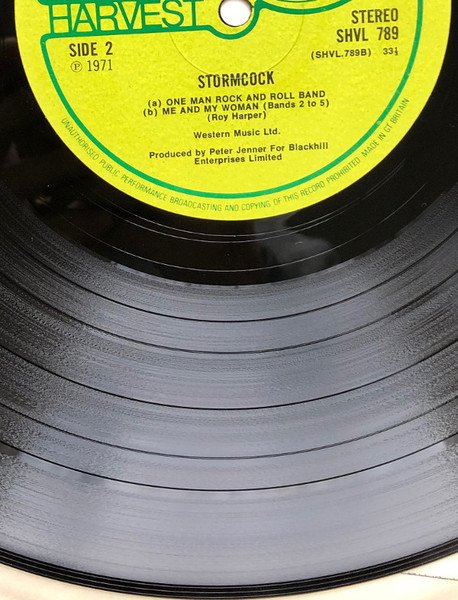 HARVEST
SIDE 2
℗ 1971
STEREO
SHVL 789
(SHVL.789B) 33⅓
STORMCOCK
(a) ONE MAN ROCK AND ROLL BAND
(b) ME AND MY WOMAN (Bands 2 to 5)
(Roy Harper)
Western Music Ltd.
Produced by Peter Jenner For Blackhill
Enterprises Limited
UNAUTHORISED PUBLIC PERFORMANCE BROADCASTING AND COPYING OF THIS RECORD PROHIBITED. MADE IN GT. BRITAIN